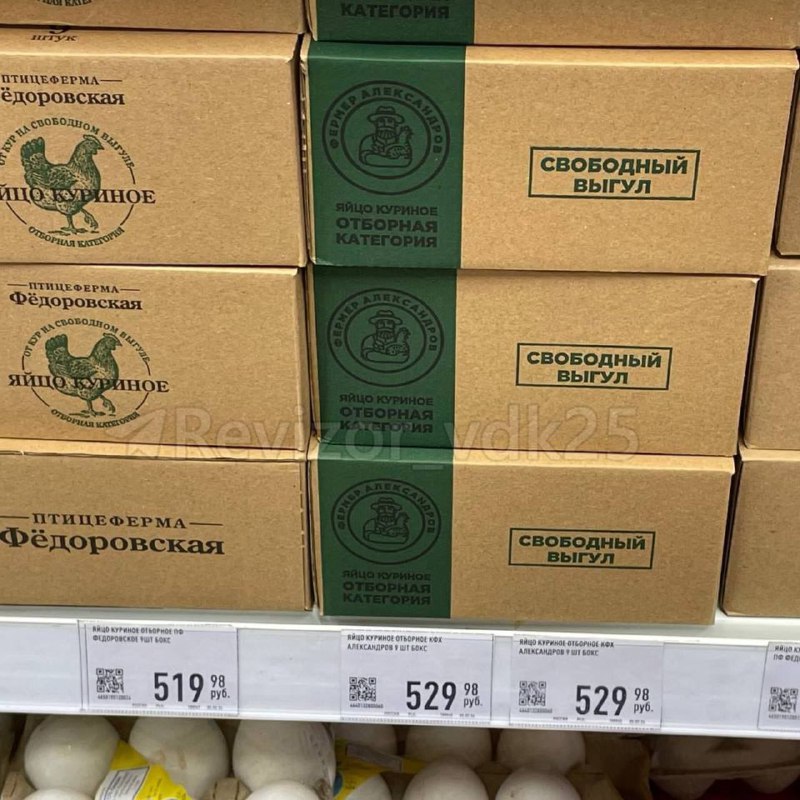 КАТЕГОРИЯ
ШТУК
ПТИЦЕФЕРМА
Фёдоровская
ОТ КУР НА СВОБОДНОМ ВЫГУЛЕ
ЯЙЦО КУРИНОЕ
ОТБОРНАЯ КАТЕГОРИЯ
ФЕРМЕР АЛЕКСАНДРОВ
ЯЙЦО КУРИНОЕ
ОТБОРНАЯ
КАТЕГОРИЯ
СВОБОДНЫЙ
ВЫГУЛ
ПТИЦЕФЕРМА
Фёдоровская
ОТ КУР НА СВОБОДНОМ ВЫГУЛЕ
ЯЙЦО КУРИНОЕ
ОТБОРНАЯ КАТЕГОРИЯ
ФЕРМЕР АЛЕКСАНДРОВ
ЯЙЦО КУРИНОЕ
ОТБОРНАЯ
КАТЕГОРИЯ
СВОБОДНЫЙ
ВЫГУЛ
Revizor_vdk25
ПТИЦЕФЕРМА
Фёдоровская
ФЕРМЕР АЛЕКСАНДРОВ
ЯЙЦО КУРИНОЕ
ОТБОРНАЯ
КАТЕГОРИЯ
СВОБОДНЫЙ
ВЫГУЛ
ЯЙЦО КУРИНОЕ ОТБОРНОЕ ПФ
ФЕДОРОВСКОЕ 9ШТ БОКС
519 98
руб.
ЯЙЦО КУРИНОЕ ОТБОРНОЕ КФХ
АЛЕКСАНДРОВ 9 ШТ БОКС
529 98
руб.
ЯЙЦО КУРИНОЕ ОТБОРНОЕ КФХ
АЛЕКСАНДРОВ 9 ШТ БОКС
529 98
руб.